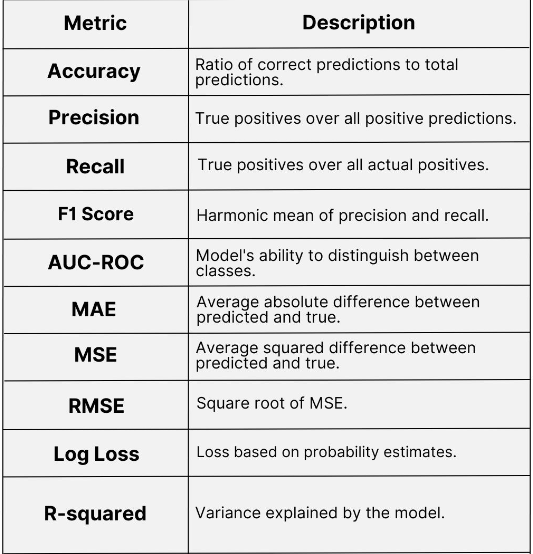 Metric Description
Accuracy Ratio of correct predictions to total
predictions.
Precision True positives over all positive predictions.
Recall True positives over all actual positives.
F1 Score Harmonic mean of precision and recall.
AUC-ROC Model's ability to distinguish between
classes.
MAE Average absolute difference between
predicted and true.
MSE Average squared difference between
predicted and true.
RMSE Square root of MSE.
Log Loss Loss based on probability estimates.
R-squared Variance explained by the model.